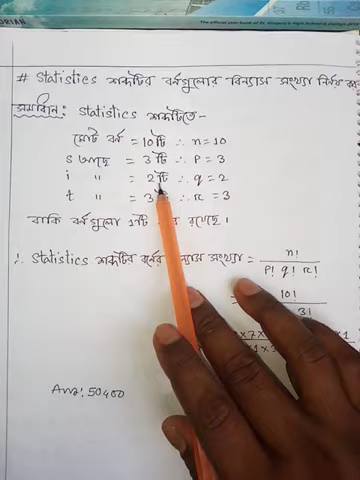 # Statistics শব্দটির বর্ণগুলোর বিন্যাস সংখ্যা নির্ণয়
সমাধান: Statistics শব্দটিতে-
মোট বর্ণ = 10টি ∴ n=10
s আছে = 3টি ∴ P = 3
i " = 2টি ∴ q = 2
t " = 3 ∴ r = 3
বাকি বর্ণগুলো 1টি রয়েছে।
∴ Statistics শব্দটির বর্ণের সংখ্যা = n! / P! q! r!
= 10! / 3!
Ans: 50400